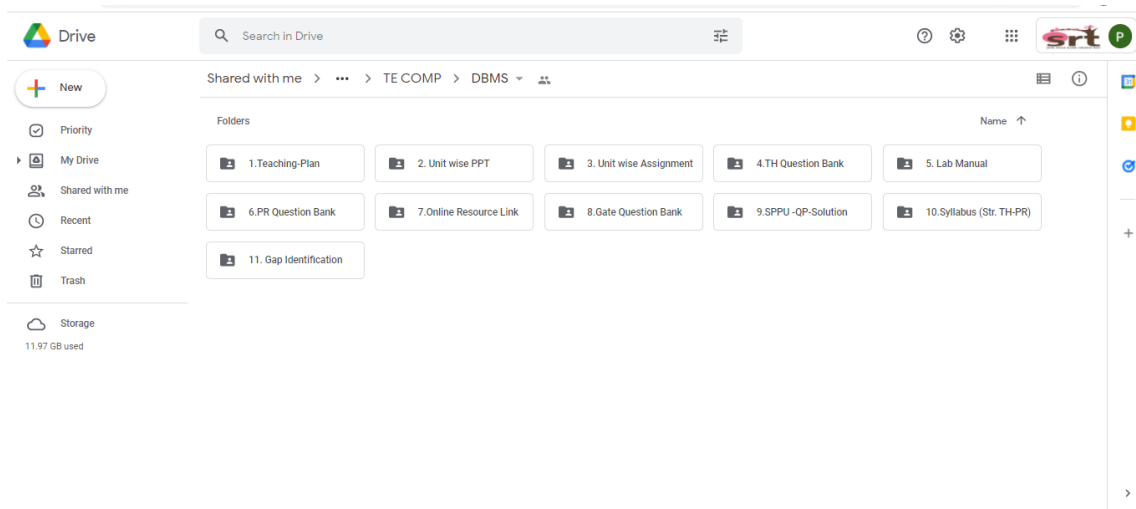 Drive
Search in Drive
srt
P
New
Shared with me > ••• > TE COMP > DBMS
Priority
My Drive
Shared with me
Recent
Starred
Trash
Storage
11.97 GB used
Folders
Name ↑
1.Teaching-Plan
2. Unit wise PPT
3. Unit wise Assignment
4.TH Question Bank
5. Lab Manual
6.PR Question Bank
7.Online Resource Link
8.Gate Question Bank
9.SPPU -QP-Solution
10.Syllabus (Str. TH-PR)
11. Gap Identification